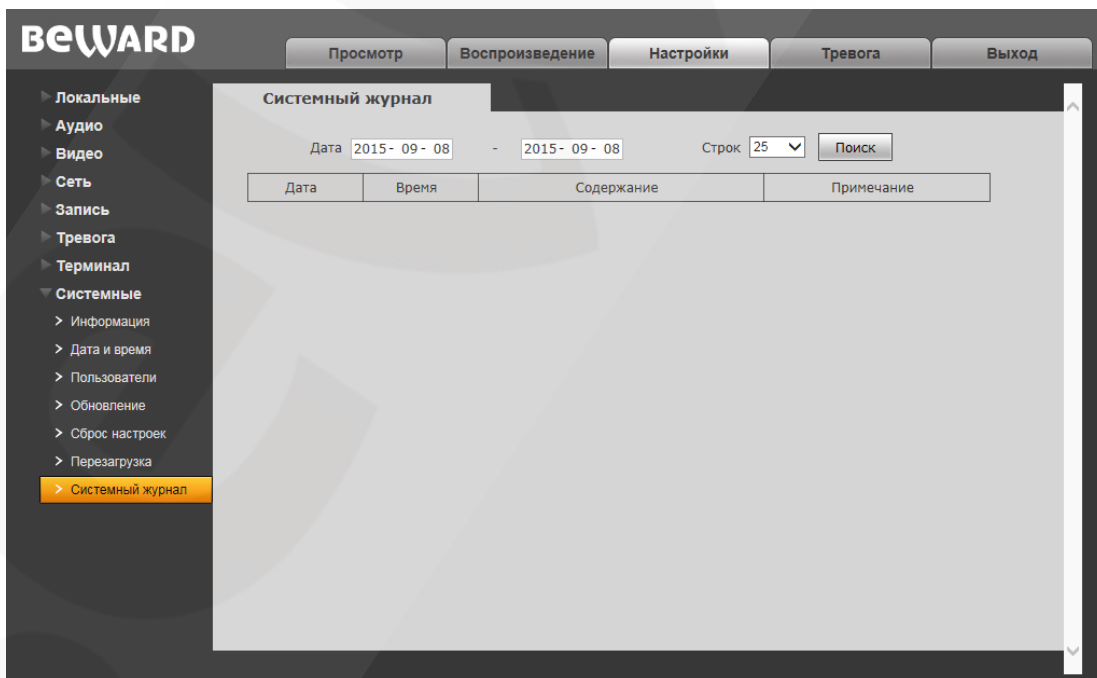 BEWARD
Просмотр Воспроизведение Настройки Тревога Выход
Локальные
Аудио
Видео
Сеть
Запись
Тревога
Терминал
Системные
> Информация
> Дата и время
> Пользователи
> Обновление
> Сброс настроек
> Перезагрузка
> Системный журнал
Системный журнал
Дата 2015- 09- 08 - 2015- 09- 08 Строк 25 Поиск
Дата Время Содержание Примечание